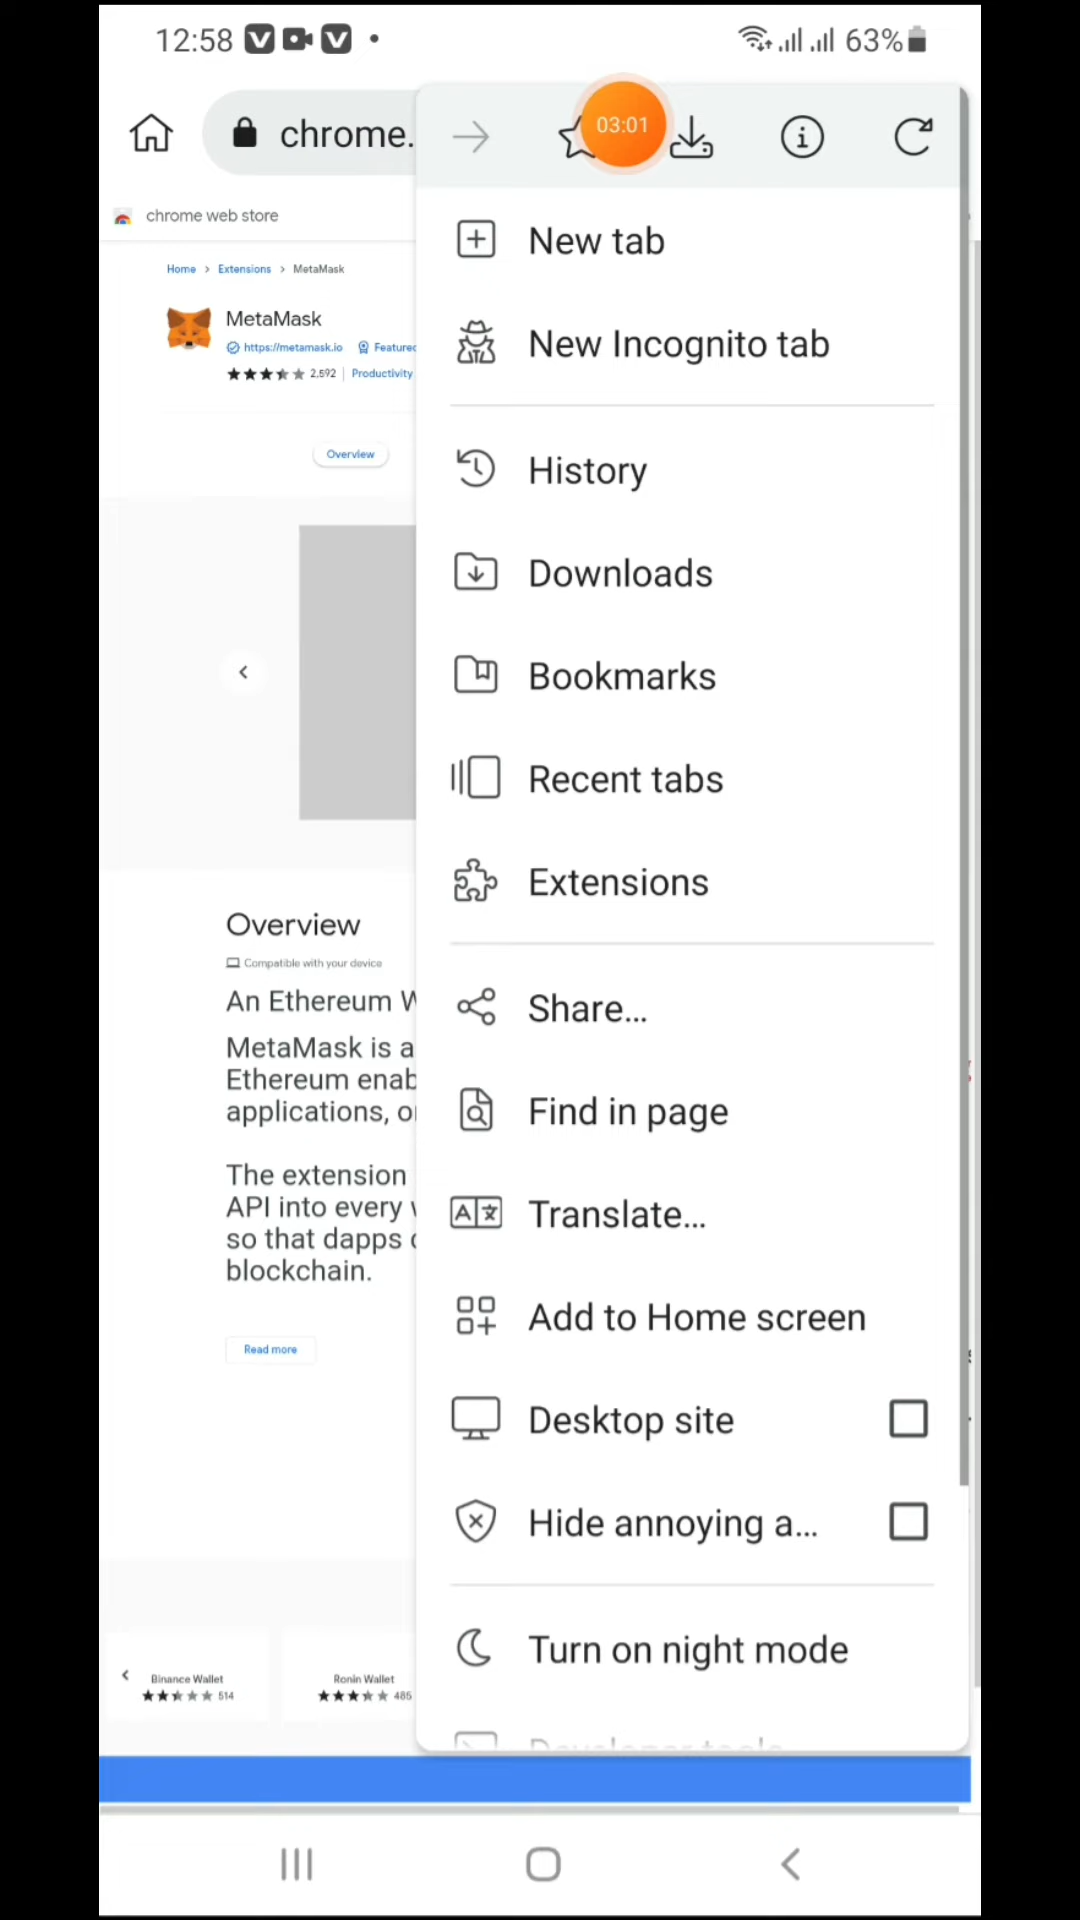 12:58
63%
chrome.
03:01
chrome web store
Home > Extensions > MetaMask
MetaMask
https://metamask.io Featured
2,592 Productivity
Overview
Overview
Compatible with your device
An Ethereum W
MetaMask is a
Ethereum enab
applications, o
The extension
API into every
so that dapps
blockchain.
Read more
Binance Wallet
514
Ronin Wallet
485
New tab
New Incognito tab
History
Downloads
Bookmarks
Recent tabs
Extensions
Share...
Find in page
Translate...
Add to Home screen
Desktop site
Hide annoying a...
Turn on night mode
Developer tools